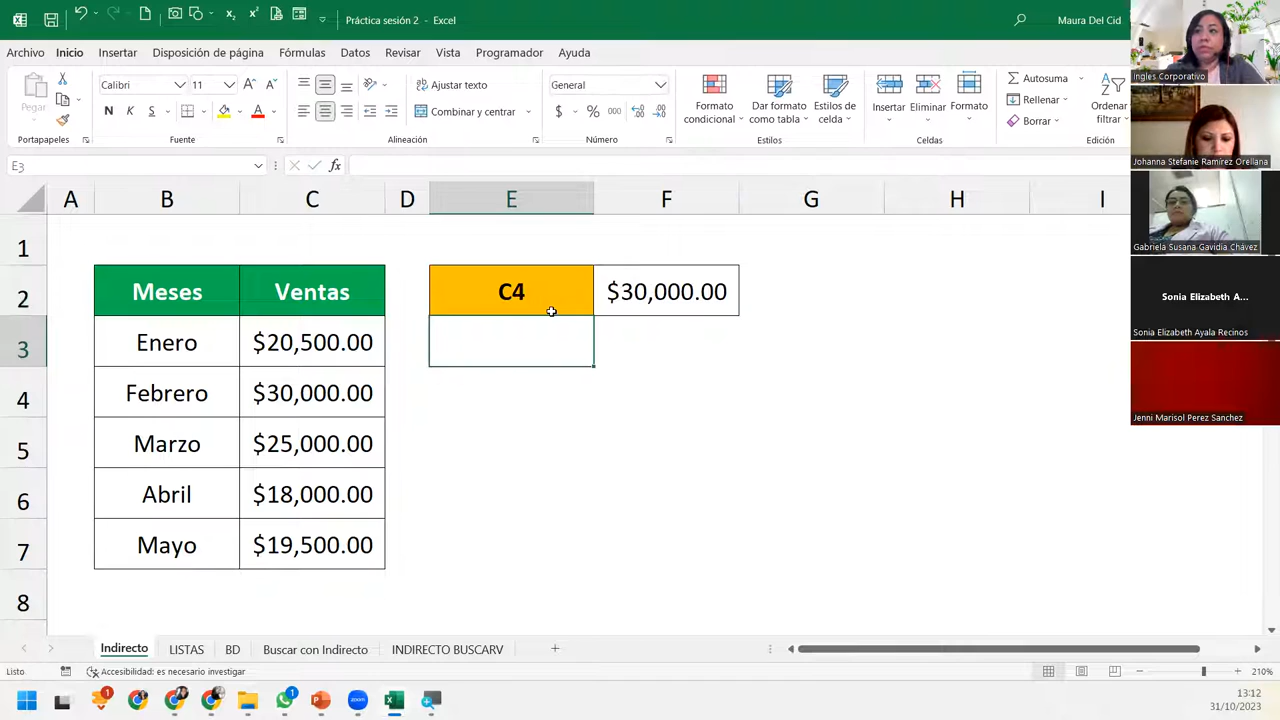 Práctica sesión 2 - Excel
Maura Del Cid
Archivo Inicio Insertar Disposición de página Fórmulas Datos Revisar Vista Programador Ayuda
Pegar
Portapapeles
Calibri 11
N K S
Fuente
Ajustar texto
Combinar y centrar
Alineación
General
$ % 000
Número
Formato condicional
Dar formato como tabla
Estilos de celda
Estilos
Insertar Eliminar Formato
Celdas
Autosuma
Rellenar
Borrar
Ordenar filtrar
Edición
E3
fx
A B C D E F G H I
1
2 Meses Ventas C4 $30,000.00
3 Enero $20,500.00
4 Febrero $30,000.00
5 Marzo $25,000.00
6 Abril $18,000.00
7 Mayo $19,500.00
8
Indirecto LISTAS BD Buscar con Indirecto INDIRECTO BUSCARV
Listo Accesibilidad: es necesario investigar 210%
13:12
31/10/2023
Ingles Corporativo
Johanna Stefanie Ramírez Orellana
Gabriela Susana Gavidia Chávez
Sonia Elizabeth A...
Sonia Elizabeth Ayala Recinos
Jenni Marisol Perez Sanchez